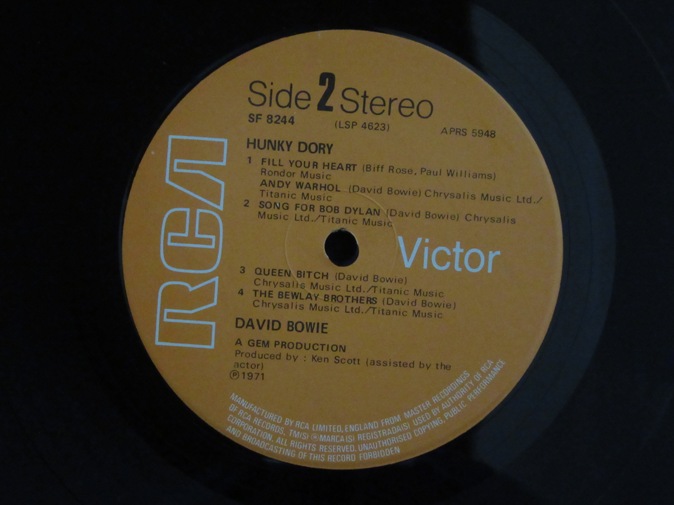 Side 2 Stereo
SF 8244 (LSP 4623) APRS 5948
HUNKY DORY
1 FILL YOUR HEART (Biff Rose, Paul Williams)
Rondor Music
ANDY WARHOL (David Bowie) Chrysalis Music Ltd./
Titanic Music
2 SONG FOR BOB DYLAN (David Bowie) Chrysalis
Music Ltd./Titanic Music
RCA
Victor
3 QUEEN BITCH (David Bowie)
Chrysalis Music Ltd./Titanic Music
4 THE BEWLAY BROTHERS (David Bowie)
Chrysalis Music Ltd./Titanic Music
DAVID BOWIE
A GEM PRODUCTION
Produced by : Ken Scott (assisted by the
actor)
℗1971
MANUFACTURED BY RCA LIMITED, ENGLAND FROM MASTER RECORDINGS
OF RCA RECORDS, TM(S) ® MARCA(S) REGISTRADA(S) USED BY AUTHORITY OF RCA
CORPORATION. ALL RIGHTS RESERVED. UNAUTHORISED COPYING, PUBLIC PERFORMANCE
AND BROADCASTING OF THIS RECORD FORBIDDEN